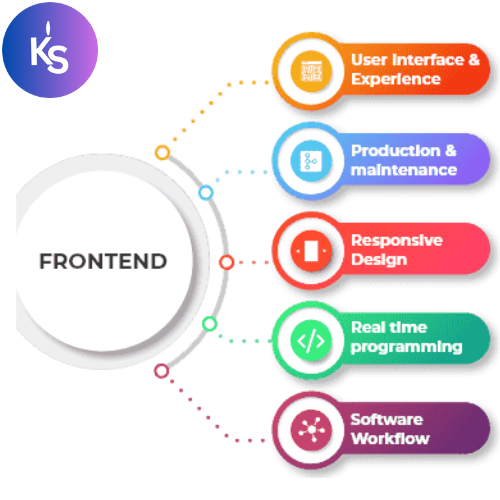 KS
User Interface &
Experience
Production &
maintenance
FRONTEND
Responsive
Design
Real time
programming
Software
Workflow